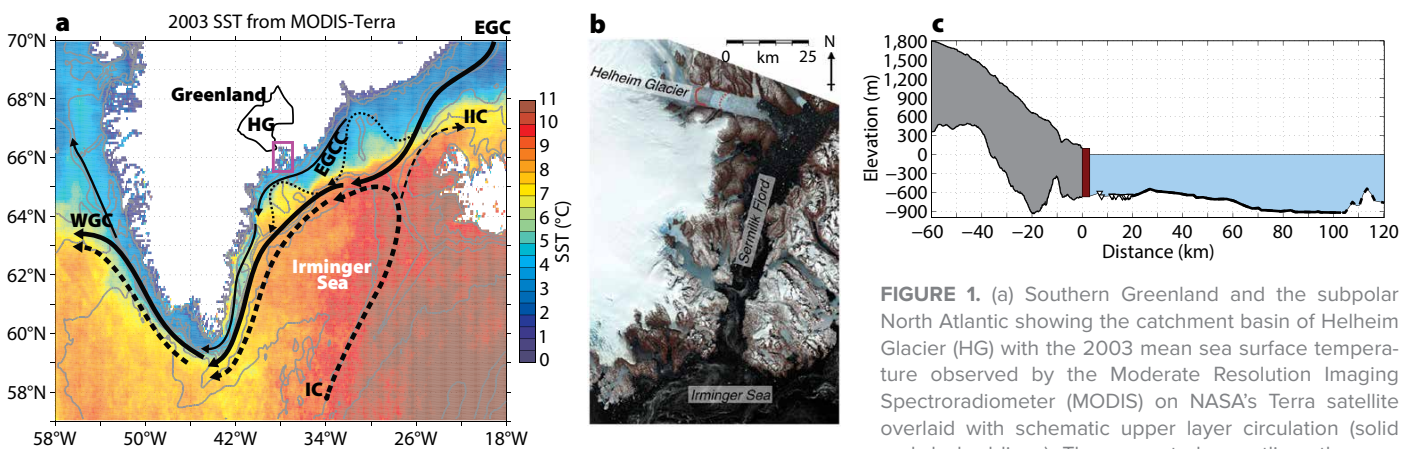 a
2003 SST from MODIS-Terra
EGC
70°N
68°N
66°N
64°N
62°N
60°N
58°N
58°W
50°W
42°W
34°W
26°W
18°W
Greenland
HG
EGCC
IIC
WGC
Irminger
Sea
IC
11
10
9
8
7
6
5
4
3
2
1
0
SST (°C)
b
0 km 25
N
Helheim Glacier
Sermilik Fjord
Irminger Sea
c
Elevation (m)
1,800
1,500
1,200
900
600
300
0
−300
−600
−900
−60
−40
−20
0
20
40
60
80
100
120
Distance (km)
FIGURE 1. (a) Southern Greenland and the subpolar
North Atlantic showing the catchment basin of Helheim
Glacier (HG) with the 2003 mean sea surface tempera-
ture observed by the Moderate Resolution Imaging
Spectroradiometer (MODIS) on NASA's Terra satellite
overlaid with schematic upper layer circulation (solid